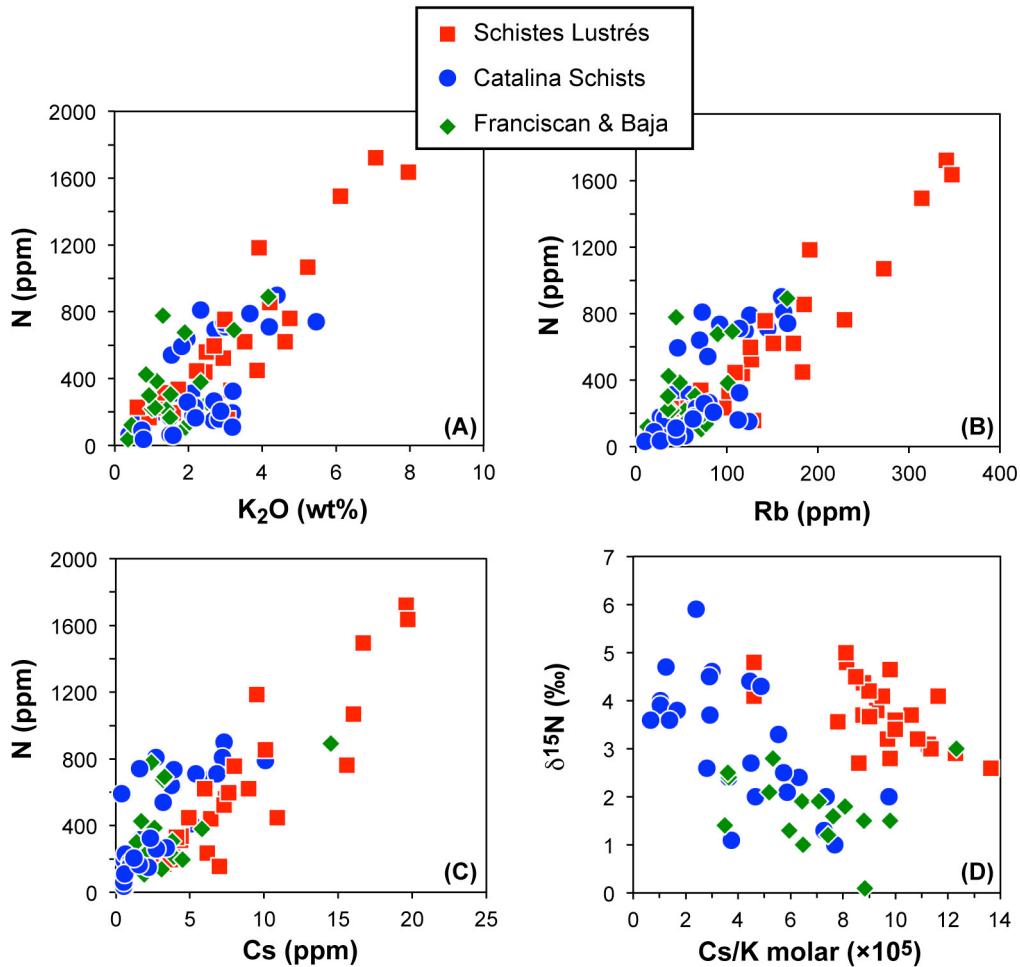 Schistes Lustrés
Catalina Schists
Franciscan & Baja
2000
1600
1200
800
400
0
N (ppm)
0 2 4 6 8 10
K₂O (wt%)
(A)
1600
1200
800
400
0
N (ppm)
0 100 200 300 400
Rb (ppm)
(B)
2000
1600
1200
800
400
0
N (ppm)
0 5 10 15 20 25
Cs (ppm)
(C)
7
6
5
4
3
2
1
0
δ¹⁵N (‰)
0 2 4 6 8 10 12 14
Cs/K molar (×10⁵)
(D)